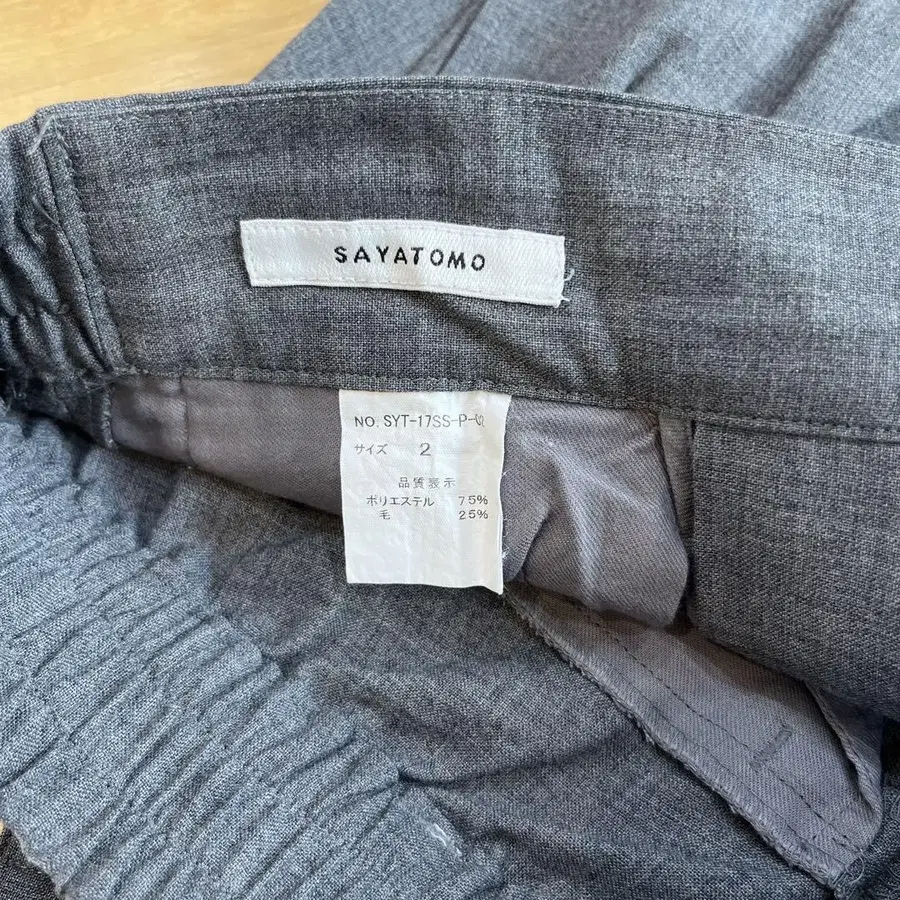 SAYATOMO
NO. SYT-17SS-P-02
サイズ 2
品質表示
ポリエステル 75%
毛 25%